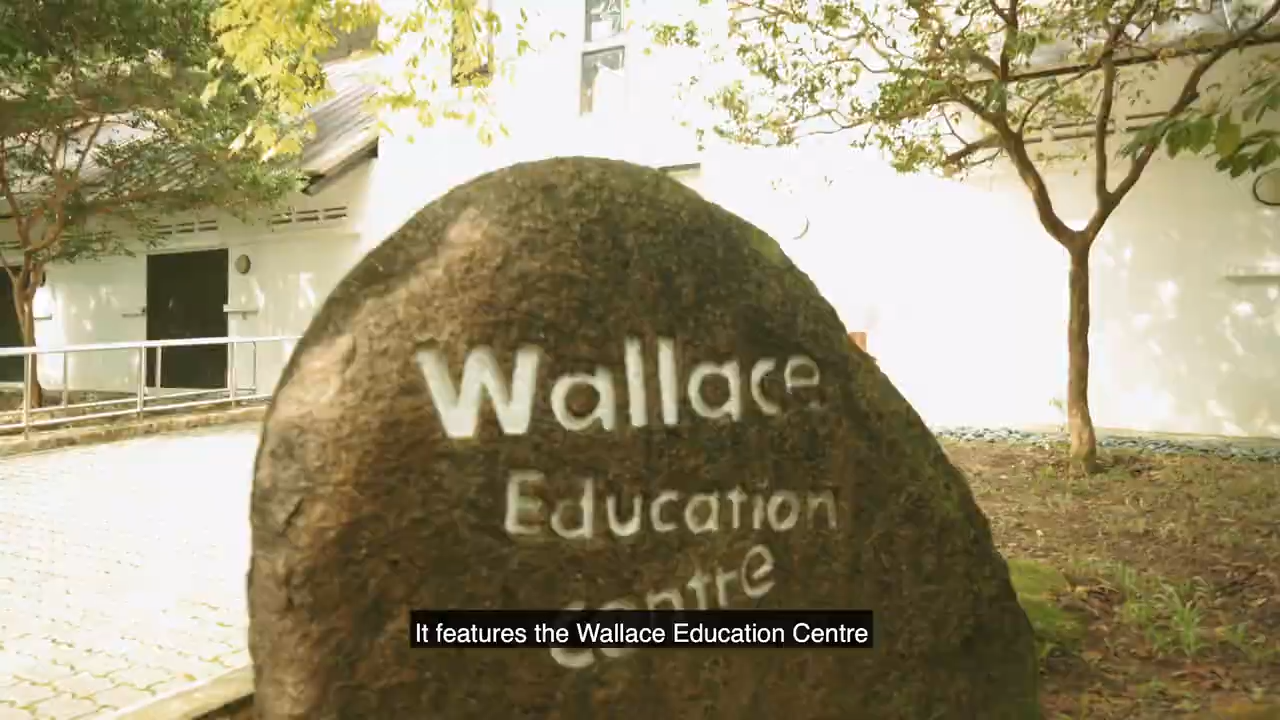 Wallace
Education
Centre
It features the Wallace Education Centre